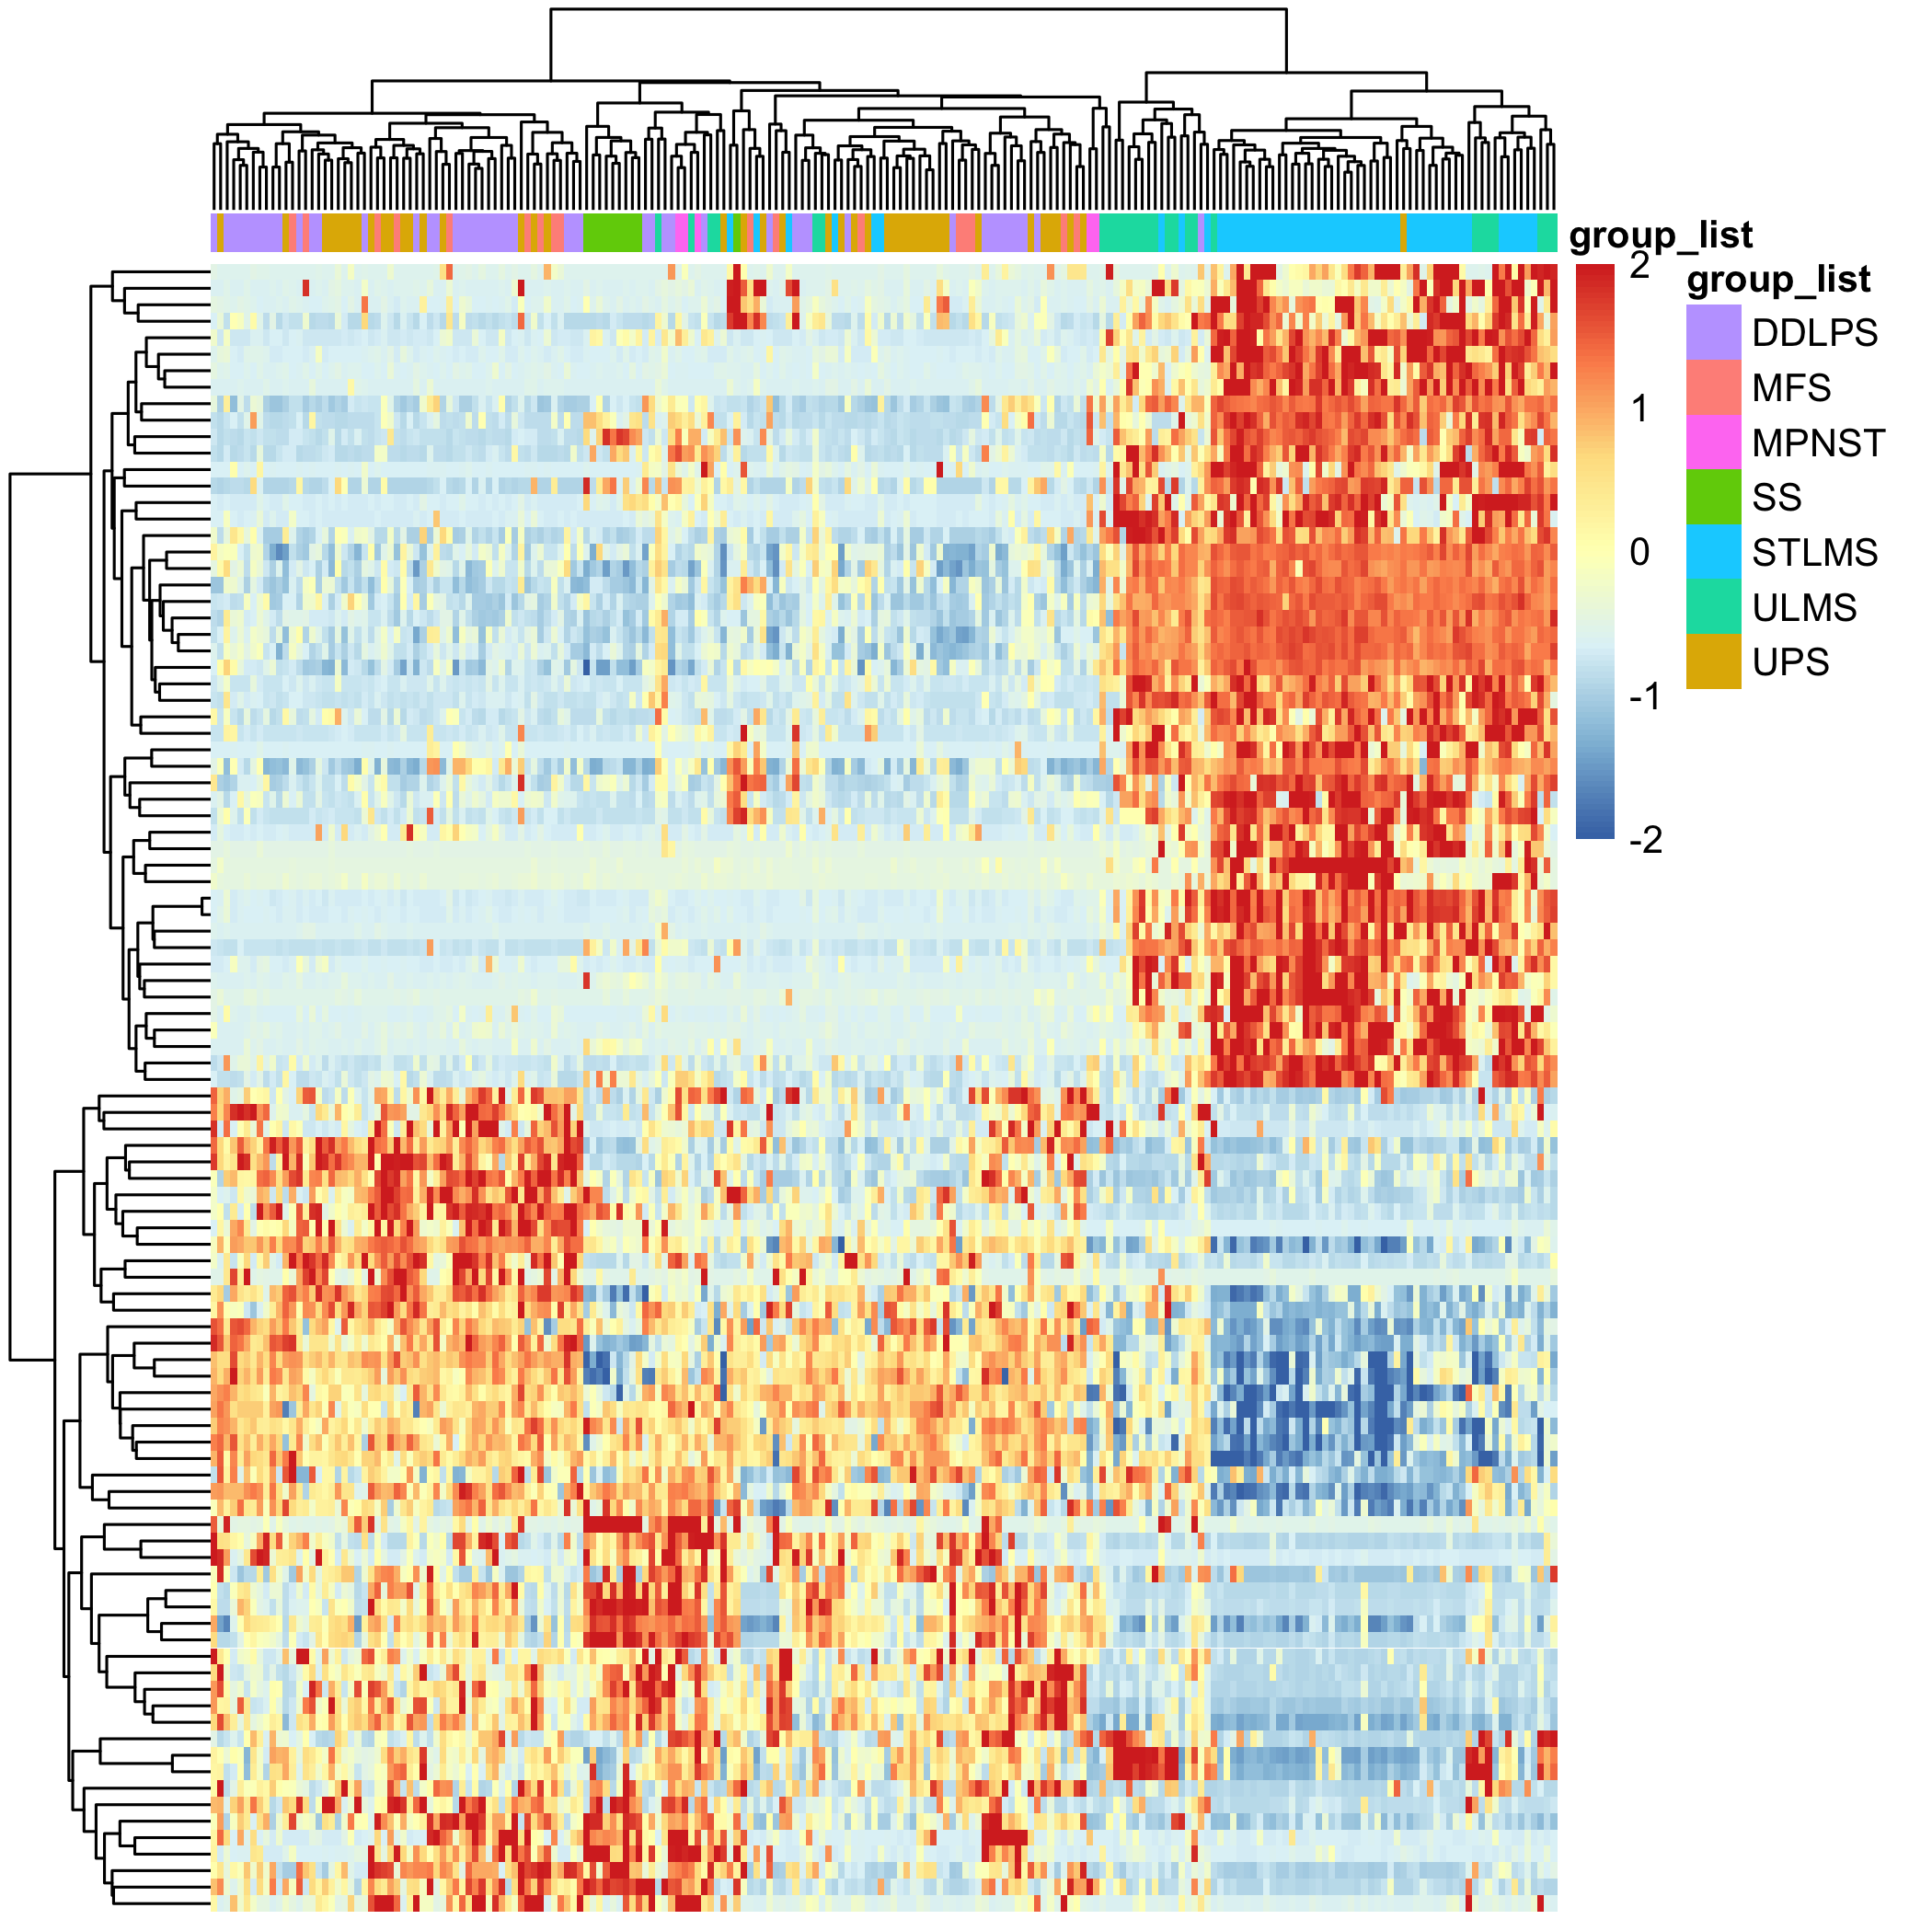 group_list
2
1
0
-1
-2
group_list
DDLPS
MFS
MPNST
SS
STLMS
ULMS
UPS